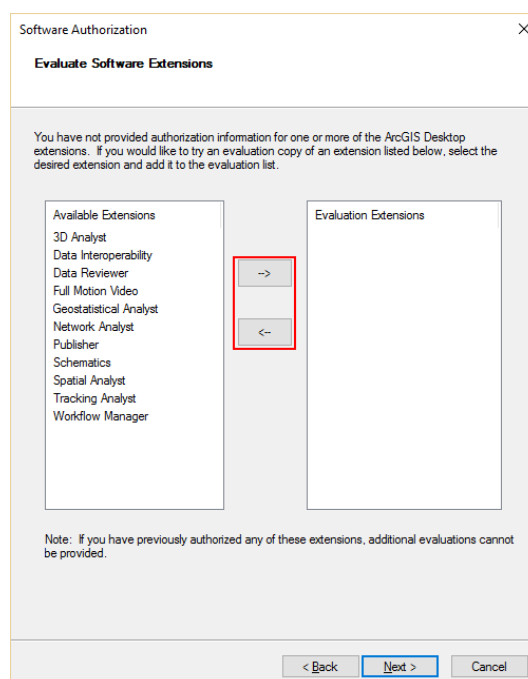 Software Authorization
Evaluate Software Extensions
You have not provided authorization information for one or more of the ArcGIS Desktop
extensions. If you would like to try an evaluation copy of an extension listed below, select the
desired extension and add it to the evaluation list.
Available Extensions
3D Analyst
Data Interoperability
Data Reviewer
Full Motion Video
Geostatistical Analyst
Network Analyst
Publisher
Schematics
Spatial Analyst
Tracking Analyst
Workflow Manager
-->
<--
Evaluation Extensions
Note: If you have previously authorized any of these extensions, additional evaluations cannot
be provided.
< Back Next > Cancel